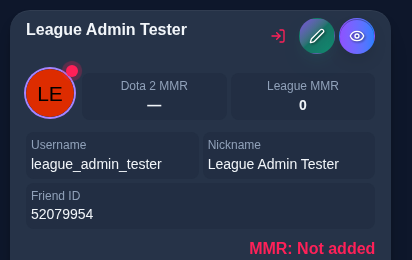 League Admin Tester
LE
Dota 2 MMR
—
League MMR
0
Username
league_admin_tester
Nickname
League Admin Tester
Friend ID
52079954
MMR: Not added